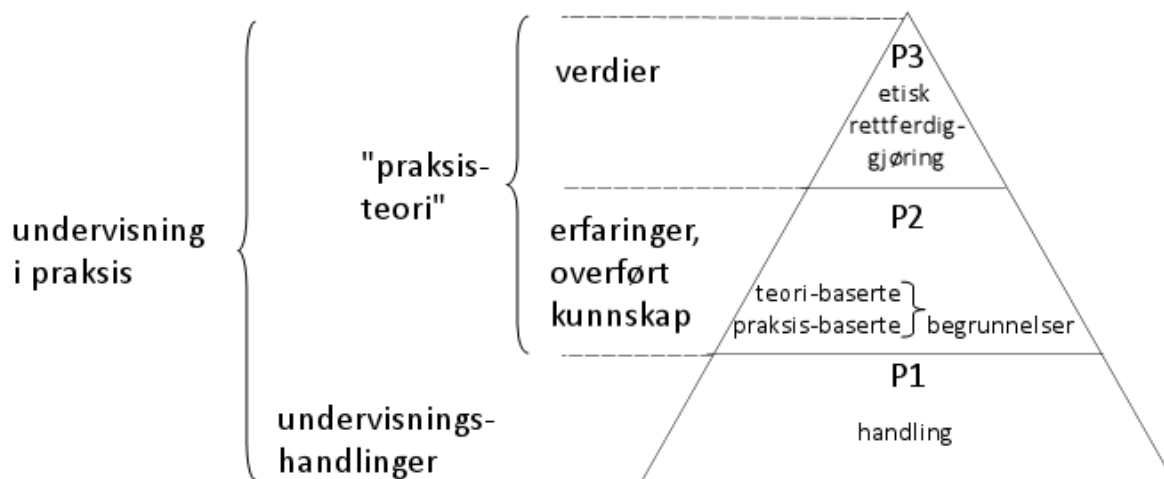 undervisning
i praksis
"praksis-
teori"
verdier
erfaringer,
overført
kunnskap
undervisnings-
handlinger
P3
etisk
rettferdig-
gjøring
P2
teori-baserte
praksis-baserte
begrunnelser
P1
handling